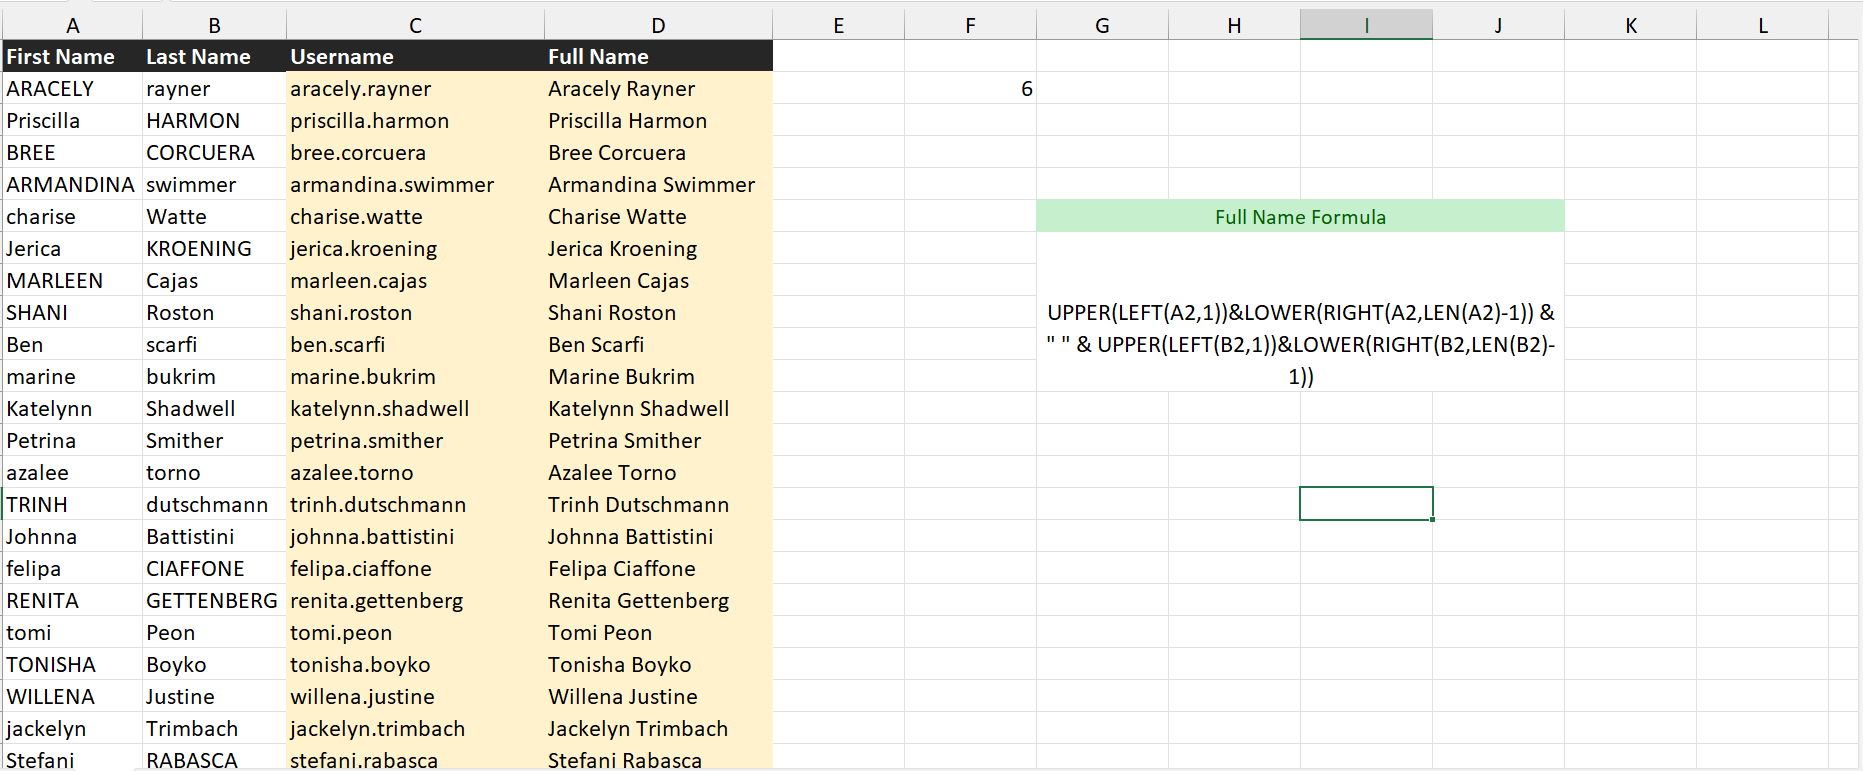 A B C D E F G H I J K L
First Name Last Name Username Full Name
ARACELY rayner aracely.rayner Aracely Rayner 6
Priscilla HARMON priscilla.harmon Priscilla Harmon
BREE CORCUERA bree.corcuera Bree Corcuera
ARMANDINA swimmer armandina.swimmer Armandina Swimmer
charise Watte charise.watte Charise Watte Full Name Formula
Jerica KROENING jerica.kroening Jerica Kroening
MARLEEN Cajas marleen.cajas Marleen Cajas
SHANI Roston shani.roston Shani Roston UPPER(LEFT(A2,1))&LOWER(RIGHT(A2,LEN(A2)-1)) &
Ben scarfi ben.scarfi Ben Scarfi " " & UPPER(LEFT(B2,1))&LOWER(RIGHT(B2,LEN(B2)-
marine bukrim marine.bukrim Marine Bukrim 1))
Katelynn Shadwell katelynn.shadwell Katelynn Shadwell
Petrina Smither petrina.smither Petrina Smither
azalee torno azalee.torno Azalee Torno
TRINH dutschmann trinh.dutschmann Trinh Dutschmann
Johnna Battistini johnna.battistini Johnna Battistini
felipa CIAFFONE felipa.ciaffone Felipa Ciaffone
RENITA GETTENBERG renita.gettenberg Renita Gettenberg
tomi Peon tomi.peon Tomi Peon
TONISHA Boyko tonisha.boyko Tonisha Boyko
WILLENA Justine willena.justine Willena Justine
jackelyn Trimbach jackelyn.trimbach Jackelyn Trimbach
Stefani RABASCA stefani.rabasca Stefani Rabasca